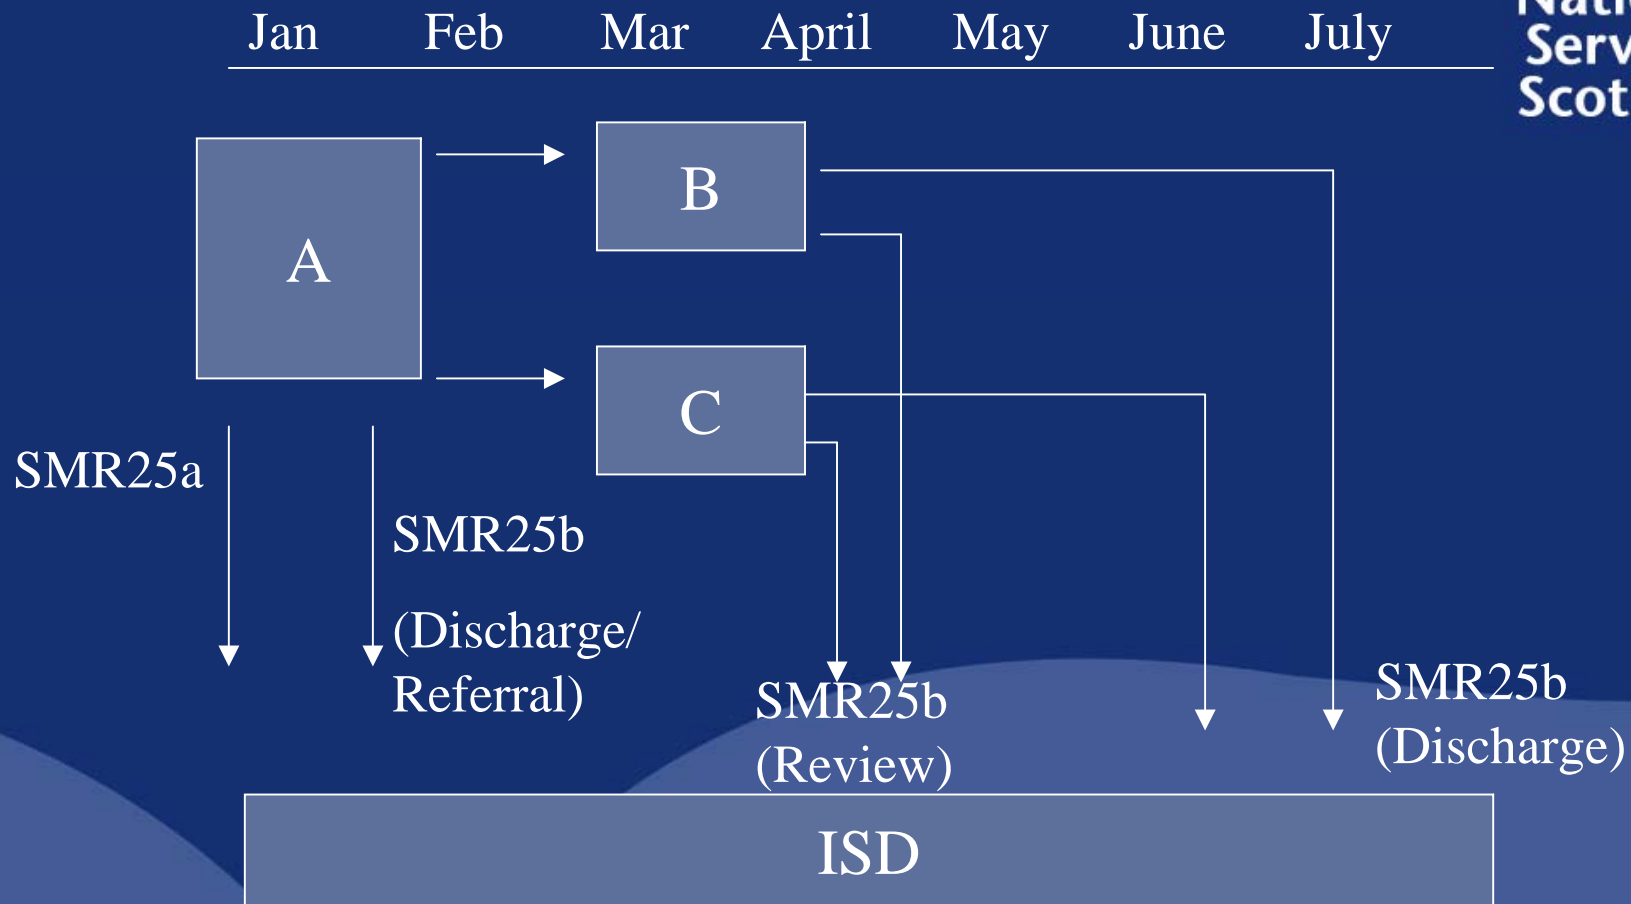 Jan Feb Mar April May June July
Serv
Scot
A
B
C
SMR25a
SMR25b
(Discharge/
Referral)
SMR25b
(Review)
SMR25b
(Discharge)
ISD